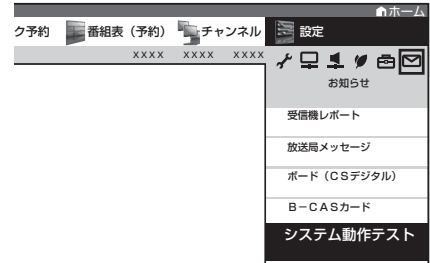 ホーム
ク予約 番組表（予約） チャンネル 設定
xxxx xxxx xxxx
お知らせ
受信機レポート
放送局メッセージ
ボード（CSデジタル）
B－CASカード
システム動作テスト